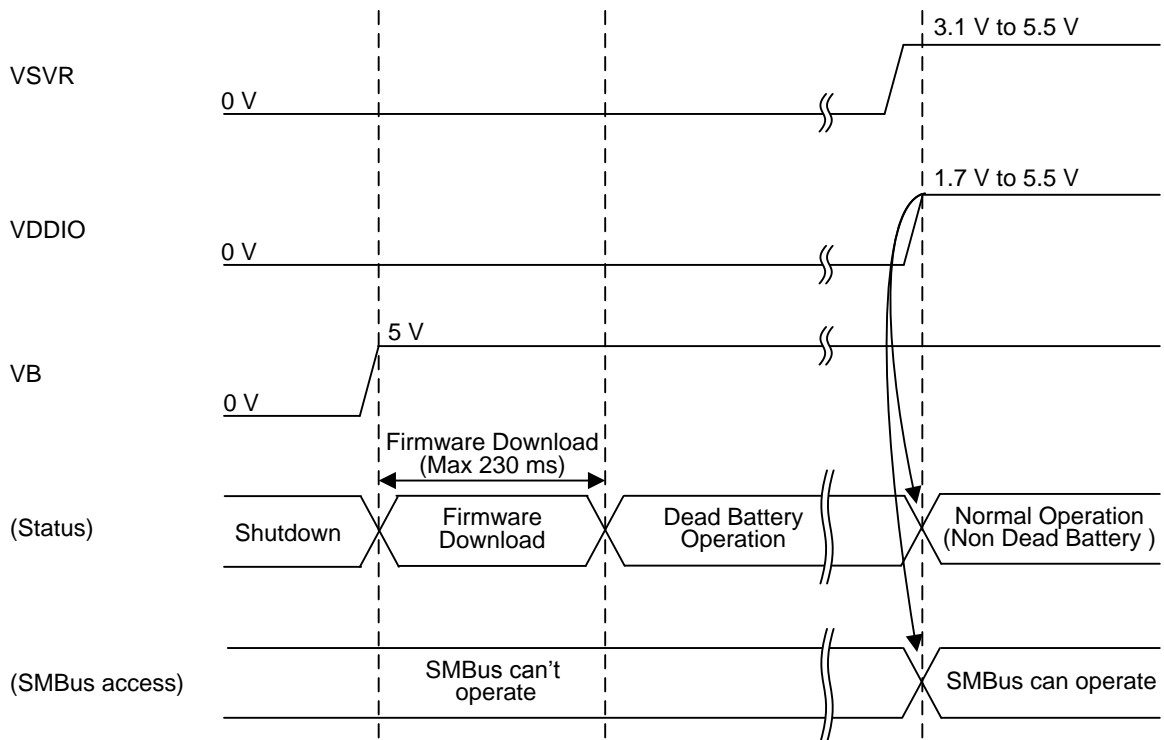 3.1 V to 5.5 V
VSVR
0 V
1.7 V to 5.5 V
VDDIO
0 V
5 V
VB
0 V
Firmware Download
(Max 230 ms)
(Status)
Shutdown
Firmware
Download
Dead Battery
Operation
Normal Operation
(Non Dead Battery )
(SMBus access)
SMBus can't
operate
SMBus can operate